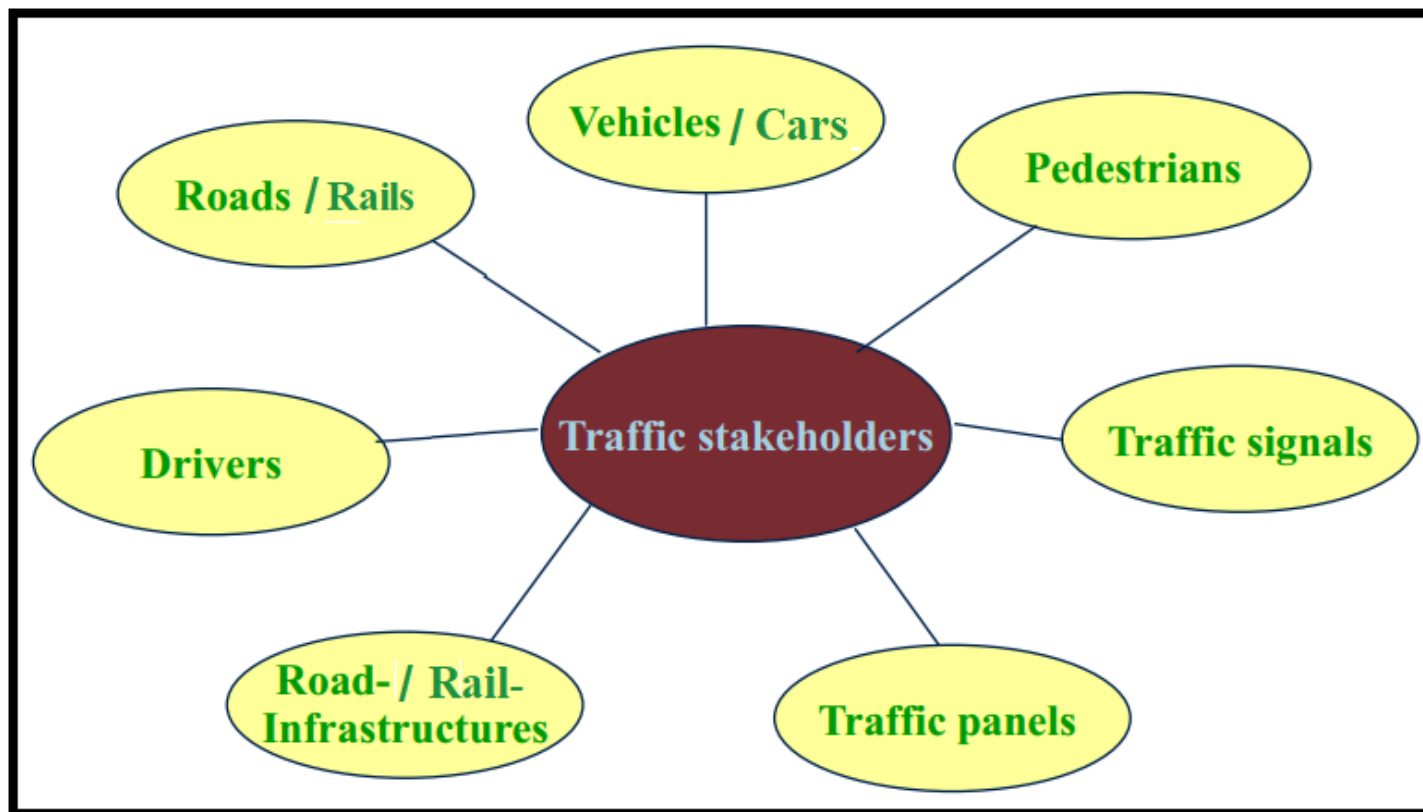 Vehicles / Cars
Pedestrians
Roads / Rails
Traffic stakeholders
Traffic signals
Drivers
Road- / Rail-
Infrastructures
Traffic panels